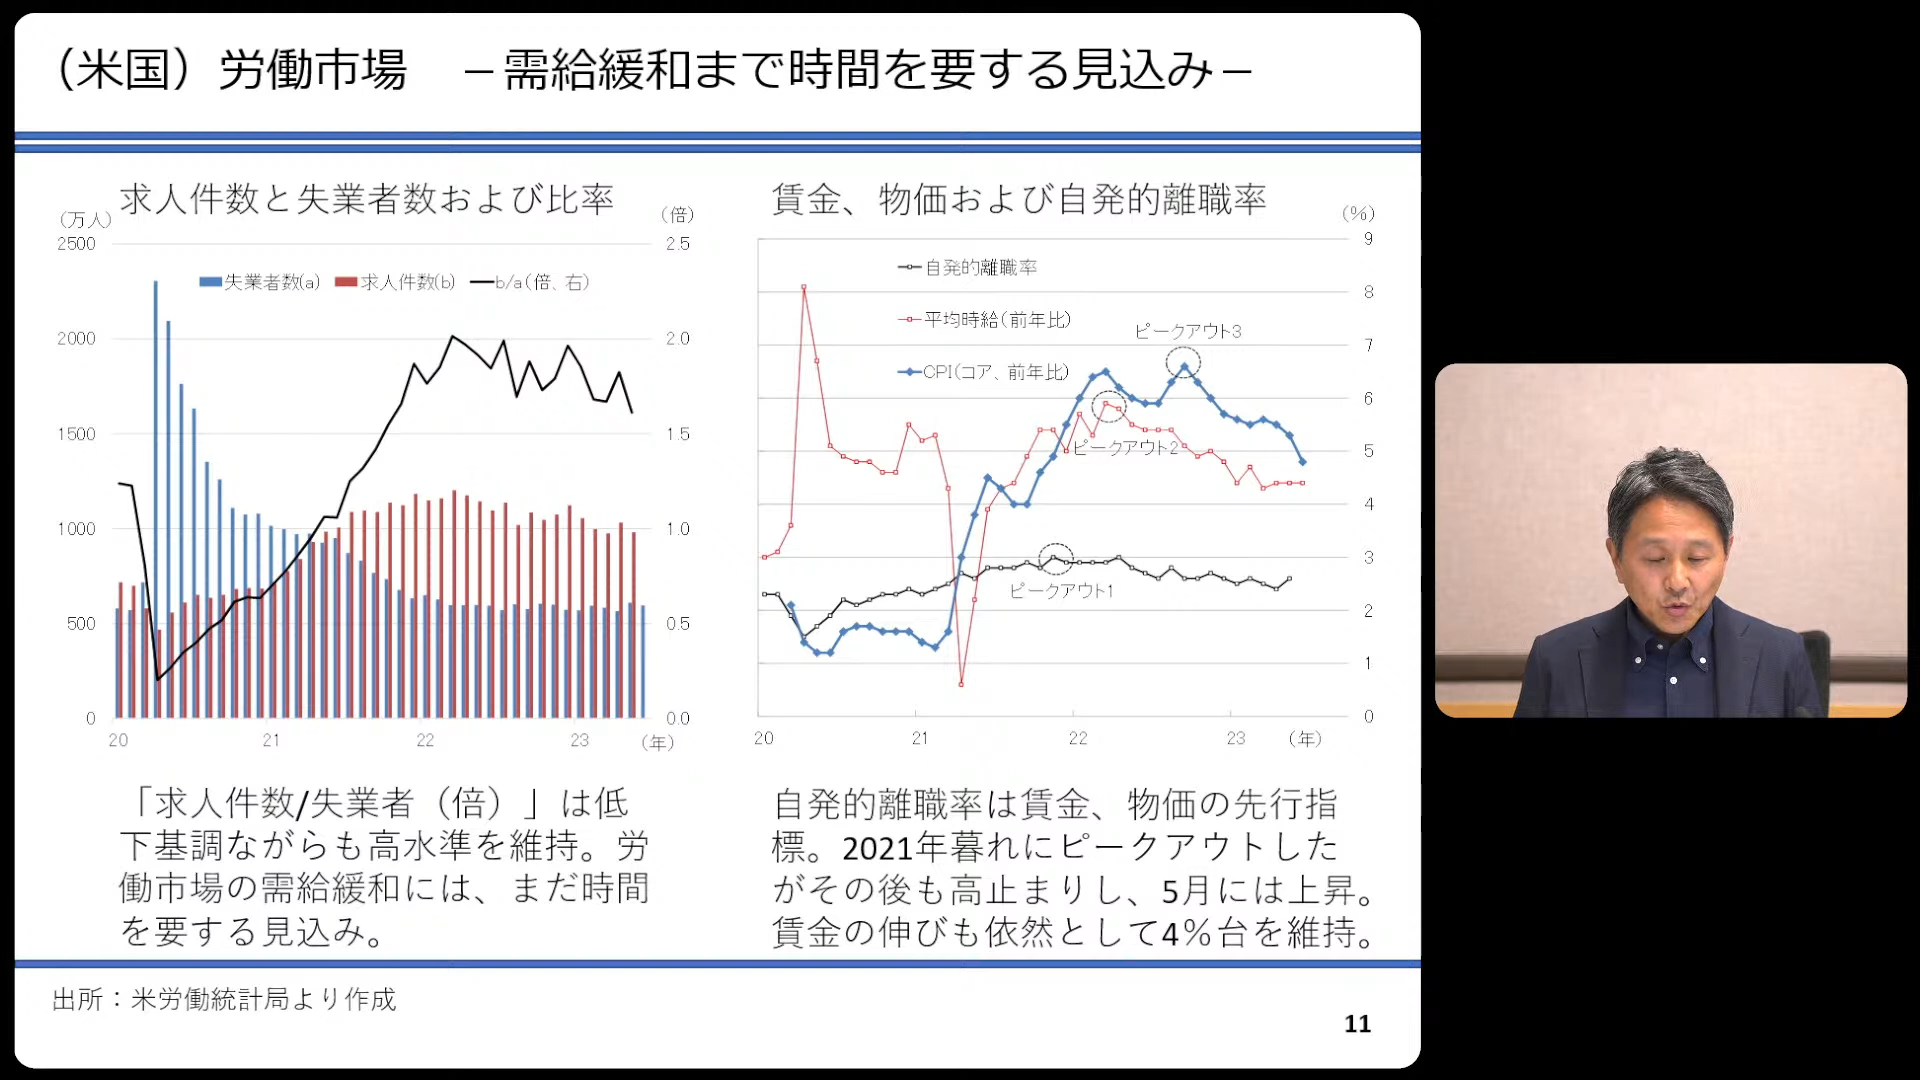 （米国）労働市場　－需給緩和まで時間を要する見込み－
求人件数と失業者数および比率
（万人）
（倍）
2500
2000
1500
1000
500
0
2.5
2.0
1.5
1.0
0.5
0.0
失業者数(a)
求人件数(b)
b/a（倍、右）
20
21
22
23
（年）
賃金、物価および自発的離職率
（%）
9
8
7
6
5
4
3
2
1
0
自発的離職率
平均時給（前年比）
CPI（コア、前年比）
ピークアウト3
ピークアウト2
ピークアウト1
20
21
22
23
（年）
「求人件数/失業者（倍）」は低
下基調ながらも高水準を維持。労
働市場の需給緩和には、まだ時間
を要する見込み。
自発的離職率は賃金、物価の先行指
標。2021年暮れにピークアウトした
がその後も高止まりし、5月には上昇。
賃金の伸びも依然として4％台を維持。
出所：米労働統計局より作成
11